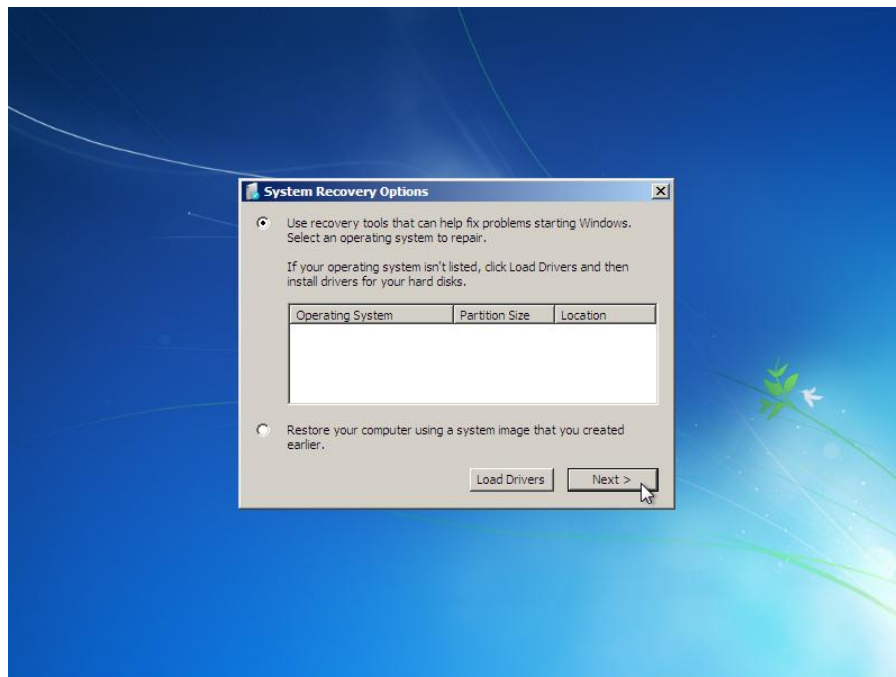 System Recovery Options
Use recovery tools that can help fix problems starting Windows.
Select an operating system to repair.
If your operating system isn't listed, click Load Drivers and then
install drivers for your hard disks.
Operating System Partition Size Location
Restore your computer using a system image that you created
earlier.
Load Drivers Next >